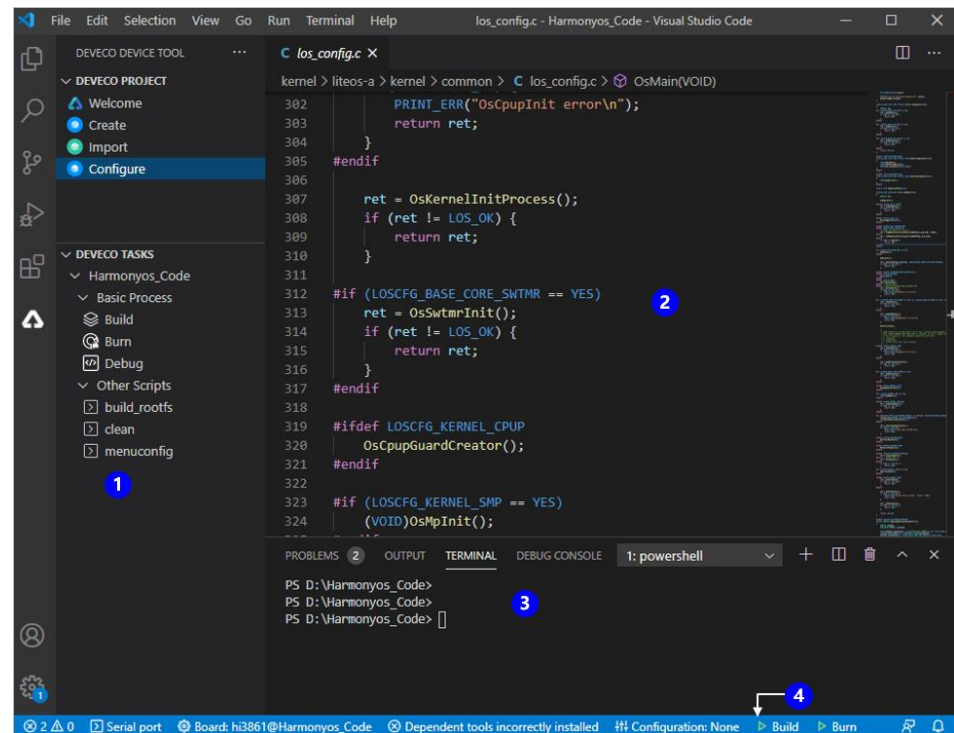 File Edit Selection View Go Run Terminal Help los_config.c - Harmonyos_Code - Visual Studio Code
DEVECO DEVICE TOOL ···
DEVECO PROJECT
Welcome
Create
Import
Configure
DEVECO TASKS
Harmonyos_Code
Basic Process
Build
Burn
Debug
Other Scripts
build_rootfs
clean
menuconfig
1
1
C los_config.c
kernel > liteos-a > kernel > common > C los_config.c > OsMain(VOID)
302 PRINT_ERR("OsCpupInit error\n");
303 return ret;
304 }
305 #endif
306
307 ret = OsKernelInitProcess();
308 if (ret != LOS_OK) {
309 return ret;
310 }
311
312 #if (LOSCFG_BASE_CORE_SWTMR == YES)
313 ret = OsSwtmrInit();
314 if (ret != LOS_OK) {
315 return ret;
316 }
317 #endif
318
319 #ifdef LOSCFG_KERNEL_CPUP
320 OsCpupGuardCreator();
321 #endif
322
323 #if (LOSCFG_KERNEL_SMP == YES)
324 (VOID)OsMpInit();
2
PROBLEMS 2 OUTPUT TERMINAL DEBUG CONSOLE 1: powershell
PS D:\Harmonyos_Code>
PS D:\Harmonyos_Code>
PS D:\Harmonyos_Code>
3
4
2 0 Serial port Board: hi3861@Harmonyos_Code Dependent tools incorrectly installed Configuration: None Build Burn